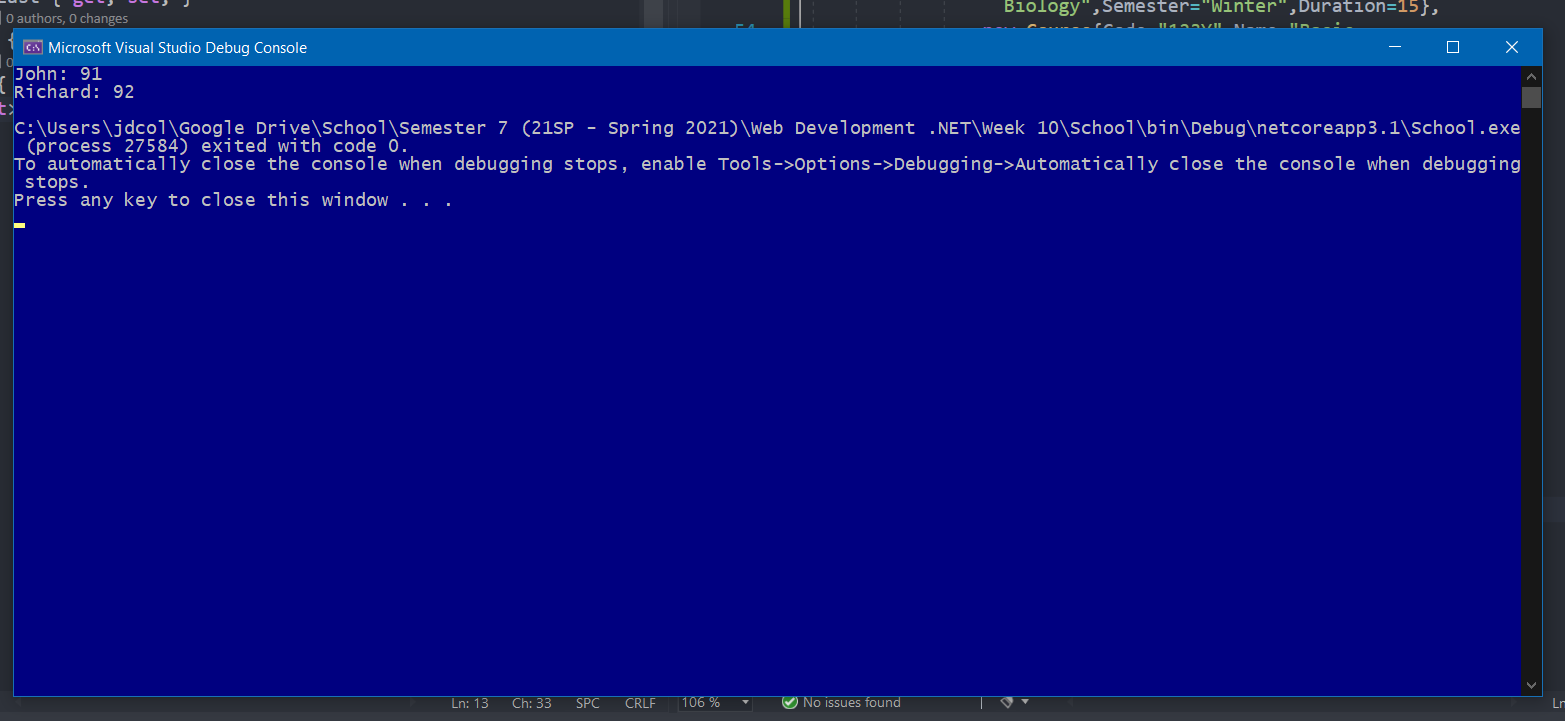 0 authors, 0 changes
Biology",Semester="Winter",Duration=15},
Microsoft Visual Studio Debug Console
John: 91
Richard: 92
C:\Users\jdcol\Google Drive\School\Semester 7 (21SP - Spring 2021)\Web Development .NET\Week 10\School\bin\Debug\netcoreapp3.1\School.exe
(process 27584) exited with code 0.
To automatically close the console when debugging stops, enable Tools->Options->Debugging->Automatically close the console when debugging
stops.
Press any key to close this window . . .
Ln: 13 Ch: 33 SPC CRLF 106 % No issues found Ln